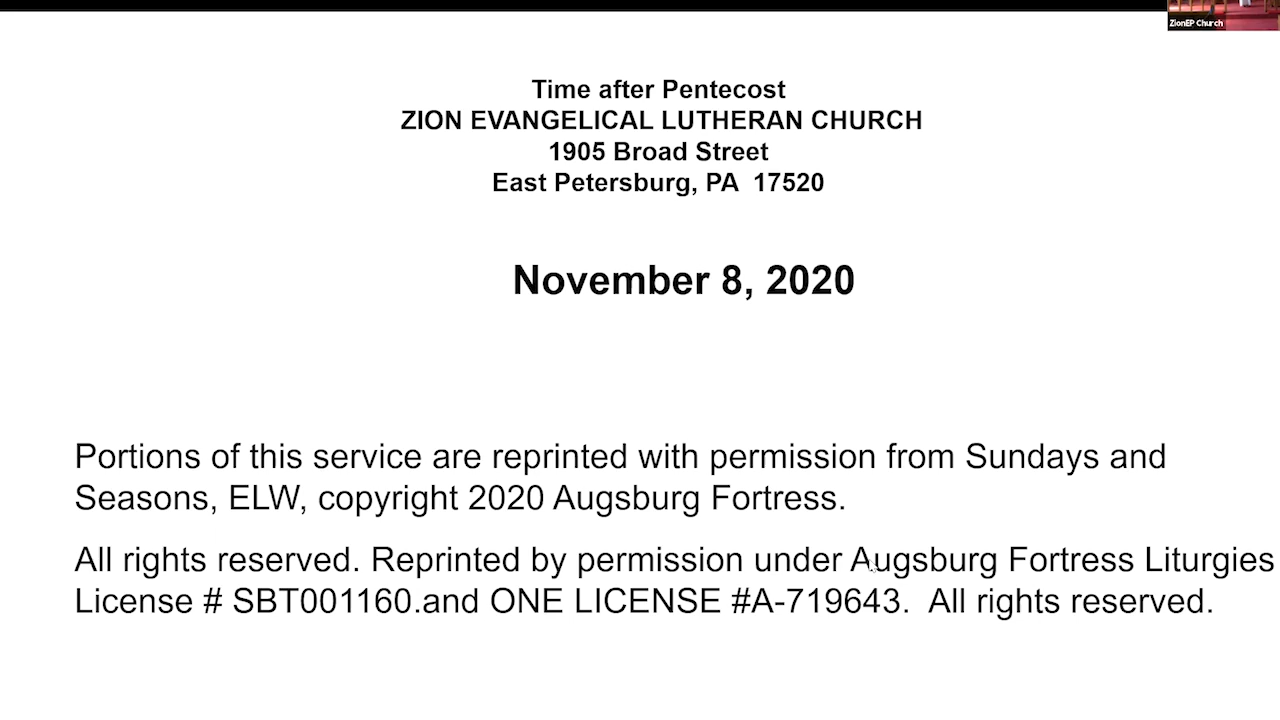 ZionEP Church
Time after Pentecost
ZION EVANGELICAL LUTHERAN CHURCH
1905 Broad Street
East Petersburg, PA  17520
November 8, 2020
Portions of this service are reprinted with permission from Sundays and
Seasons, ELW, copyright 2020 Augsburg Fortress.
All rights reserved. Reprinted by permission under Augsburg Fortress Liturgies
License # SBT001160.and ONE LICENSE #A-719643.  All rights reserved.